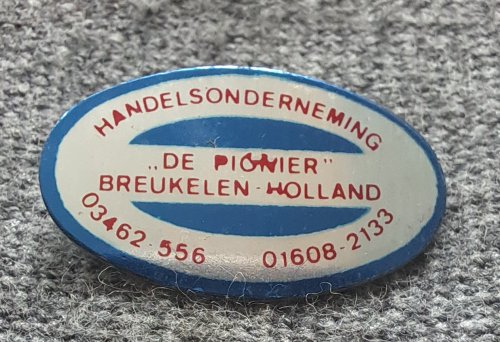 HANDELSONDERNEMING
„DE PIONIER"
BREUKELEN-HOLLAND
03462-556 01608-2133